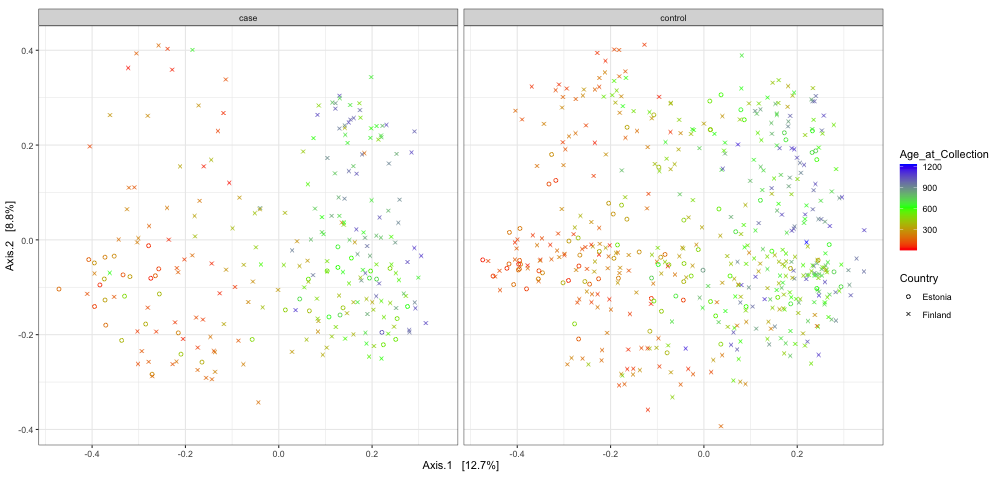 case
control
0.4
0.2
0.0
-0.2
-0.4
Axis.2 [8.8%]
-0.4
-0.2
0.0
0.2
-0.4
-0.2
0.0
0.2
Axis.1 [12.7%]
Age_at_Collection
1200
900
600
300
Country
Estonia
Finland